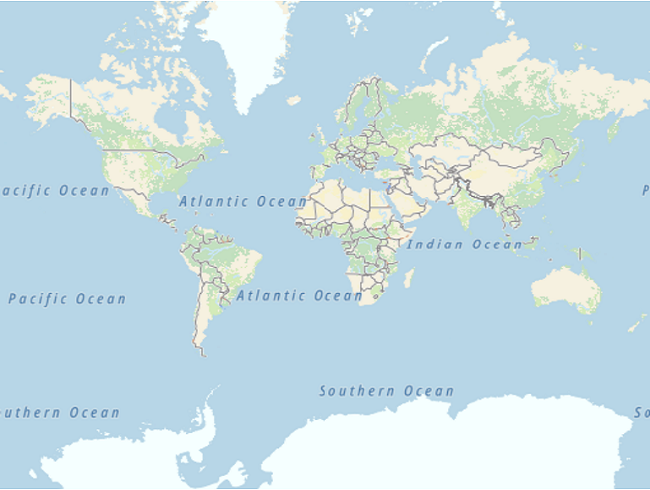 acific Ocean
Atlantic Ocean
P
Indian Ocean
Pacific Ocean
Atlantic Ocean
Southern Ocean
outhern Ocean
So